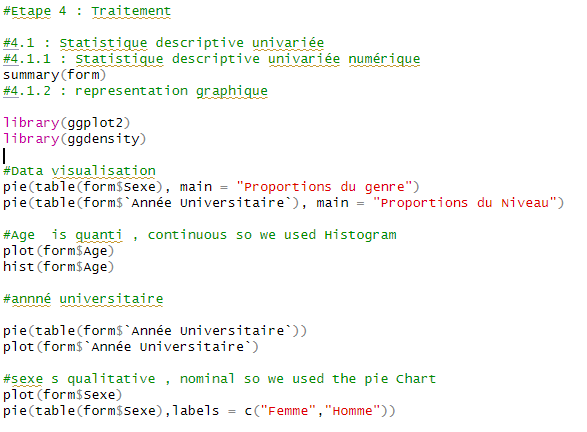 #Etape 4 : Traitement
#4.1 : Statistique descriptive univariée
#4.1.1 : Statistique descriptive univariée numérique
summary(form)
#4.1.2 : representation graphique
library(ggplot2)
library(ggdensity)
#Data visualisation
pie(table(form$Sexe), main = "Proportions du genre")
pie(table(form$`Année Universitaire`), main = "Proportions du Niveau")
#Age  is quanti , continuous so we used Histogram
plot(form$Age)
hist(form$Age)
#annné universitaire
pie(table(form$`Année Universitaire`))
plot(form$`Année Universitaire`)
#sexe s qualitative , nominal so we used the pie Chart
plot(form$Sexe)
pie(table(form$Sexe),labels = c("Femme","Homme"))